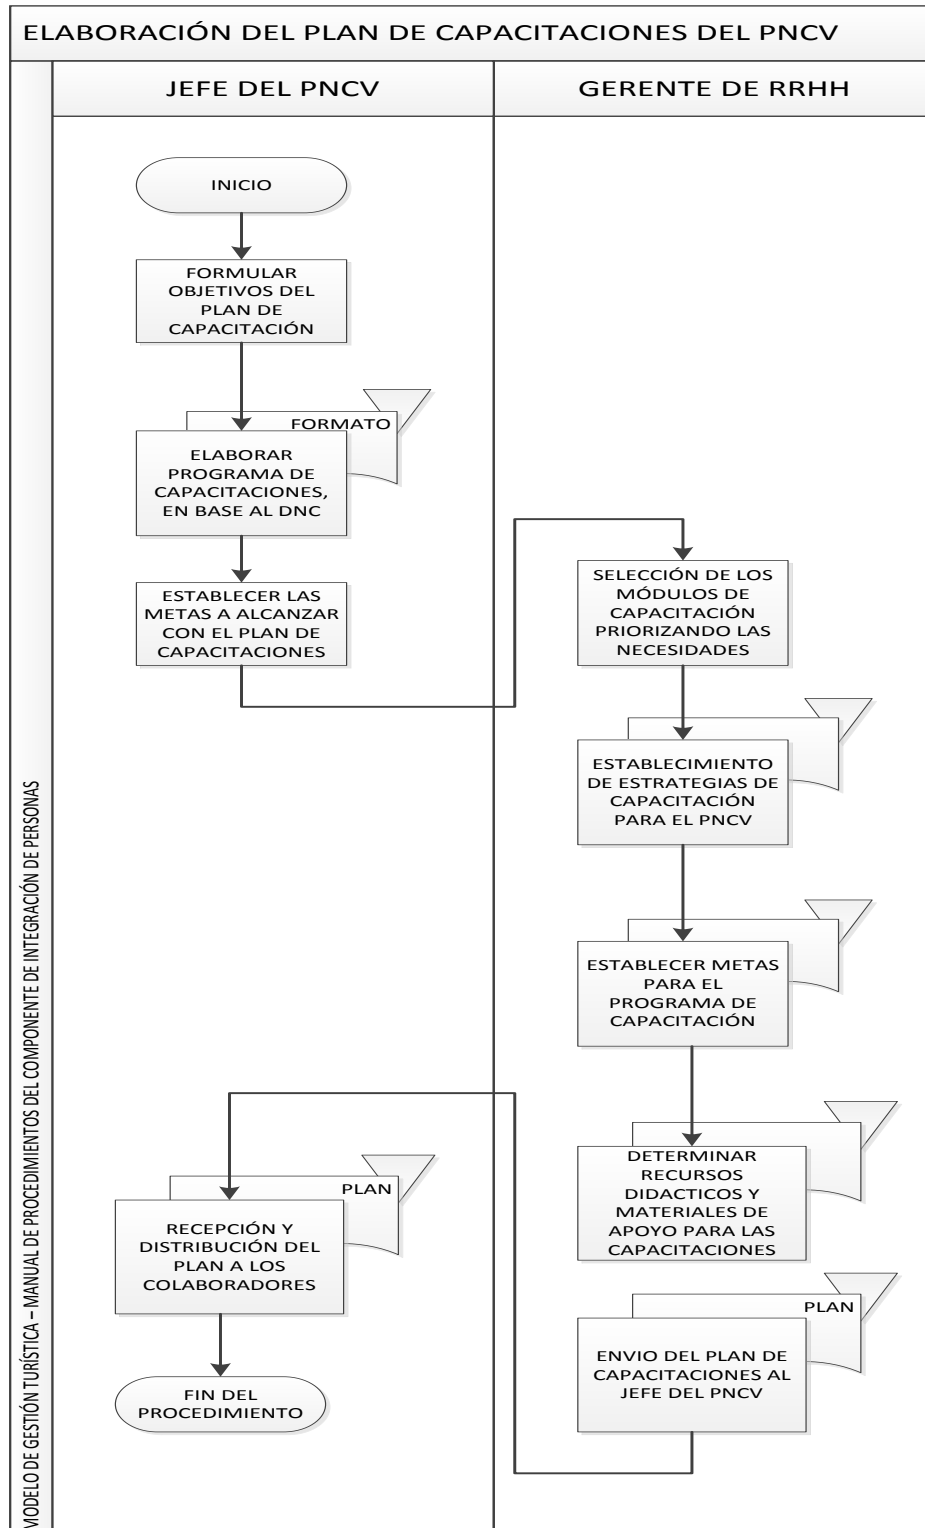 ELABORACIÓN DEL PLAN DE CAPACITACIONES DEL PNCV
MODELO DE GESTIÓN TURÍSTICA – MANUAL DE PROCEDIMIENTOS DEL COMPONENTE DE INTEGRACIÓN DE PERSONAS
JEFE DEL PNCV
GERENTE DE RRHH
INICIO
FORMULAR
OBJETIVOS DEL
PLAN DE
CAPACITACIÓN
FORMATO
ELABORAR
PROGRAMA DE
CAPACITACIONES,
EN BASE AL DNC
ESTABLECER LAS
METAS A ALCANZAR
CON EL PLAN DE
CAPACITACIONES
SELECCIÓN DE LOS
MÓDULOS DE
CAPACITACIÓN
PRIORIZANDO LAS
NECESIDADES
ESTABLECIMIENTO
DE ESTRATEGIAS DE
CAPACITACIÓN
PARA EL PNCV
ESTABLECER METAS
PARA EL
PROGRAMA DE
CAPACITACIÓN
DETERMINAR
RECURSOS
DIDACTICOS Y
MATERIALES DE
APOYO PARA LAS
CAPACITACIONES
PLAN
ENVIO DEL PLAN DE
CAPACITACIONES AL
JEFE DEL PNCV
PLAN
RECEPCIÓN Y
DISTRIBUCIÓN DEL
PLAN A LOS
COLABORADORES
FIN DEL
PROCEDIMIENTO